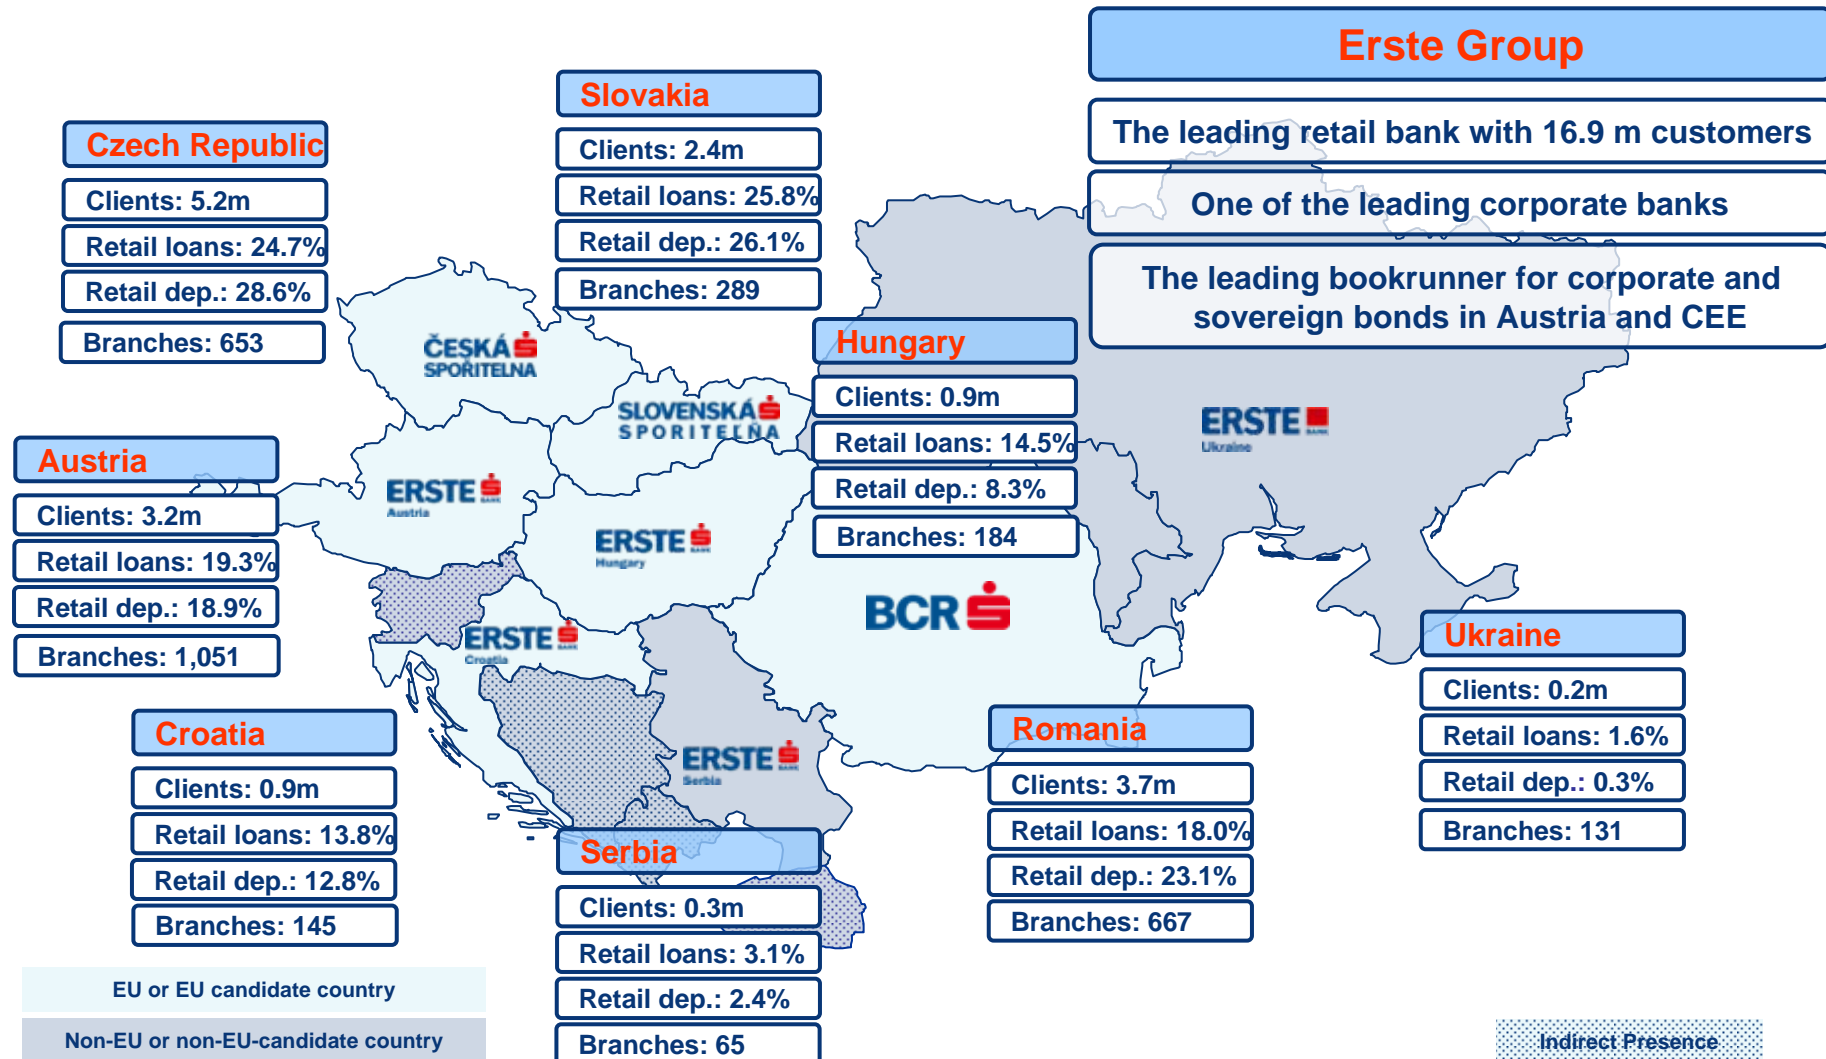 Erste Group
The leading retail bank with 16.9 m customers
One of the leading corporate banks
The leading bookrunner for corporate and
sovereign bonds in Austria and CEE
Slovakia
Clients: 2.4m
Retail loans: 25.8%
Retail dep.: 26.1%
Branches: 289
Czech Republic
Clients: 5.2m
Retail loans: 24.7%
Retail dep.: 28.6%
Branches: 653
Hungary
Clients: 0.9m
Retail loans: 14.5%
Retail dep.: 8.3%
Branches: 184
Austria
Clients: 3.2m
Retail loans: 19.3%
Retail dep.: 18.9%
Branches: 1,051
ČESKÁ
SPOŘITELNA
SLOVENSKÁ
SPORITEĽŇA
ERSTE BANK
Austria
ERSTE BANK
Hungary
ERSTE BANK
Ukraine
BCR
ERSTE BANK
Croatia
ERSTE BANK
Serbia
Ukraine
Clients: 0.2m
Retail loans: 1.6%
Retail dep.: 0.3%
Branches: 131
Croatia
Clients: 0.9m
Retail loans: 13.8%
Retail dep.: 12.8%
Branches: 145
Romania
Clients: 3.7m
Retail loans: 18.0%
Retail dep.: 23.1%
Branches: 667
Serbia
Clients: 0.3m
Retail loans: 3.1%
Retail dep.: 2.4%
Branches: 65
EU or EU candidate country
Non-EU or non-EU-candidate country
Indirect Presence